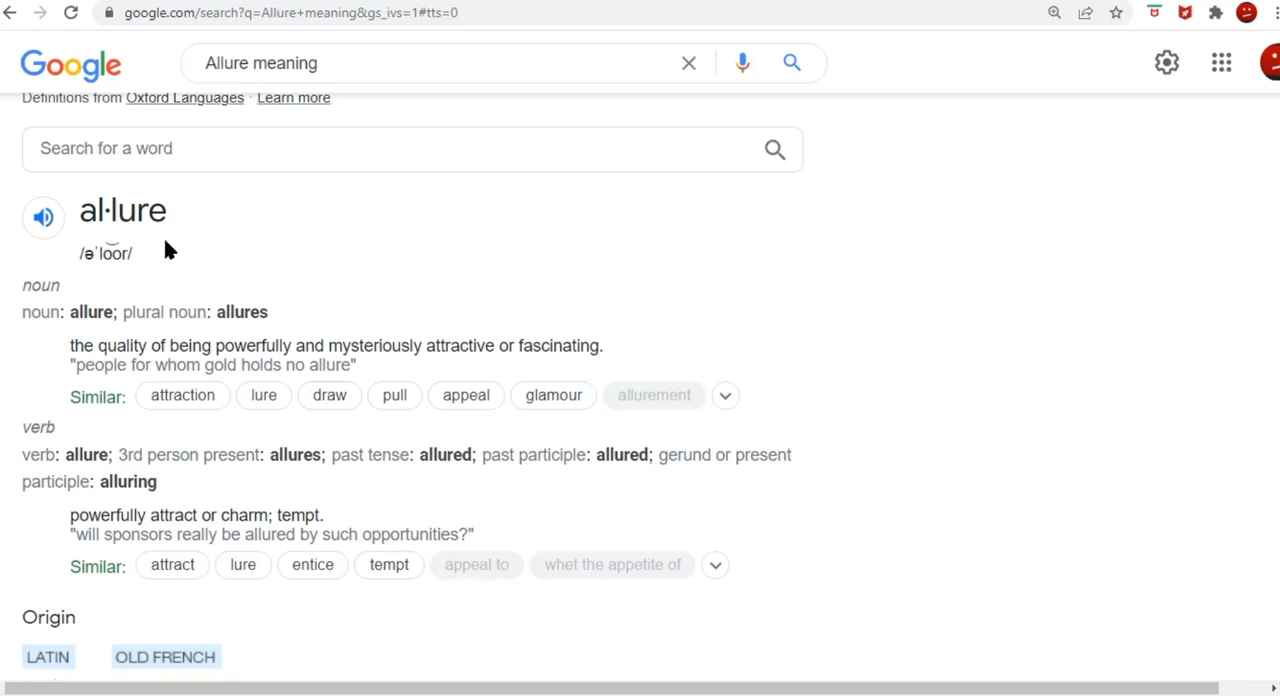 google.com/search?q=Allure+meaning&gs_ivs=1#tts=0
Google
Allure meaning
Definitions from Oxford Languages · Learn more
Search for a word
al·lure
/əˈlo͝or/
noun
noun: allure; plural noun: allures
the quality of being powerfully and mysteriously attractive or fascinating.
"people for whom gold holds no allure"
Similar: attraction lure draw pull appeal glamour allurement
verb
verb: allure; 3rd person present: allures; past tense: allured; past participle: allured; gerund or present
participle: alluring
powerfully attract or charm; tempt.
"will sponsors really be allured by such opportunities?"
Similar: attract lure entice tempt appeal to whet the appetite of
Origin
LATIN OLD FRENCH